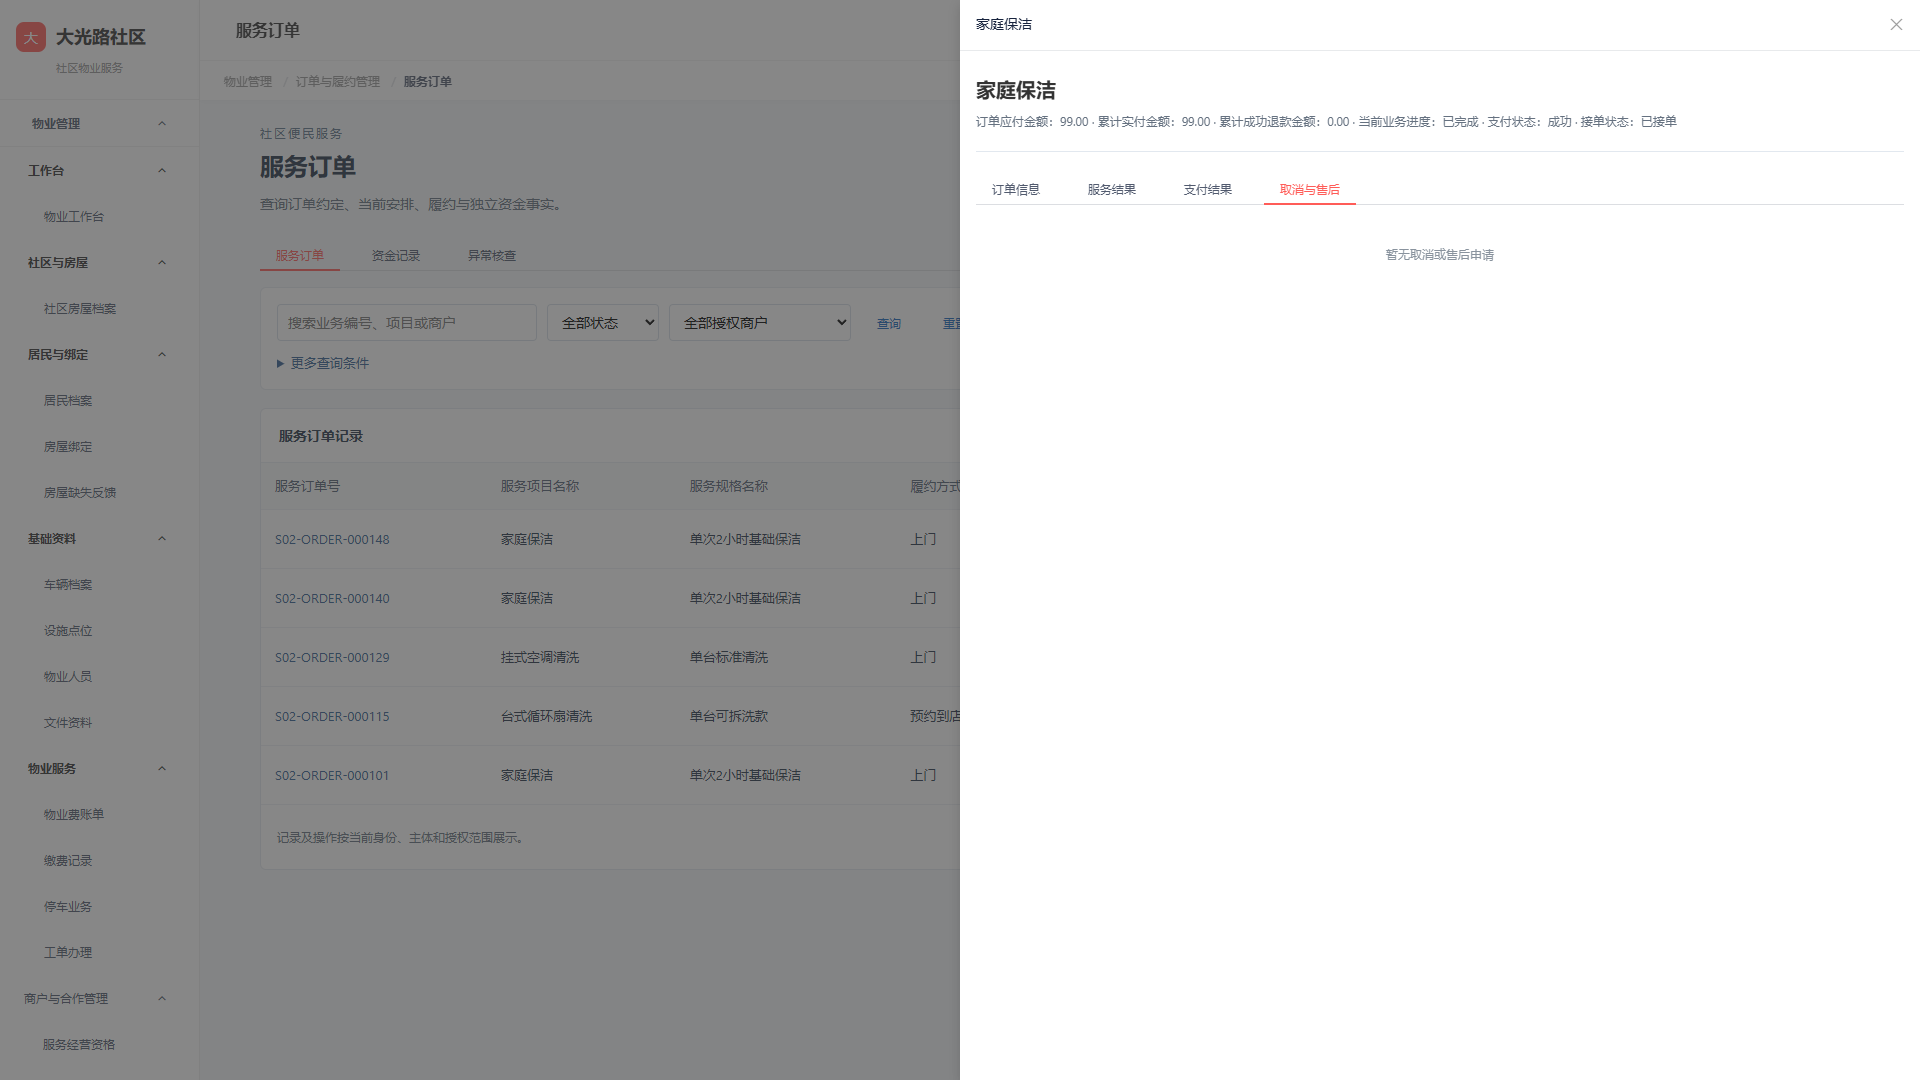 大 大光路社区
社区物业服务
物业管理
工作台
物业工作台
社区与房屋
社区房屋档案
居民与绑定
居民档案
房屋绑定
房屋缺失反馈
基础资料
车辆档案
设施点位
物业人员
文件资料
物业服务
物业费账单
缴费记录
停车业务
工单办理
商户与合作管理
服务经营资格
服务订单
物业管理 / 订单与履约管理 / 服务订单
社区便民服务
服务订单
查询订单约定、当前安排、履约与独立资金事实。
服务订单 资金记录 异常核查
搜索业务编号、项目或商户 全部状态 全部授权商户 查询 重置
更多查询条件
服务订单记录
服务订单号 服务项目名称 服务规格名称 履约方式
S02-ORDER-000148 家庭保洁 单次2小时基础保洁 上门
S02-ORDER-000140 家庭保洁 单次2小时基础保洁 上门
S02-ORDER-000129 挂式空调清洗 单台标准清洗 上门
S02-ORDER-000115 台式循环扇清洗 单台可拆洗款 预约到店
S02-ORDER-000101 家庭保洁 单次2小时基础保洁 上门
记录及操作按当前身份、主体和授权范围展示。
家庭保洁
家庭保洁
订单应付金额：99.00 · 累计实付金额：99.00 · 累计成功退款金额：0.00 · 当前业务进度：已完成 · 支付状态：成功 · 接单状态：已接单
订单信息 服务结果 支付结果 取消与售后
暂无取消或售后申请